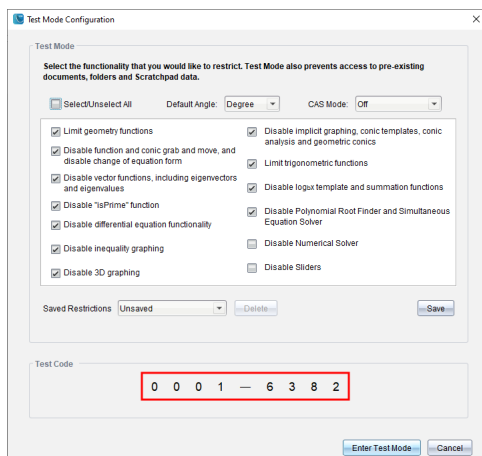 Test Mode Configuration
Test Mode
Select the functionality that you would like to restrict. Test Mode also prevents access to pre-existing
documents, folders and Scratchpad data.
Select/Unselect All Default Angle: Degree CAS Mode: Off
Limit geometry functions
Disable function and conic grab and move, and
disable change of equation form
Disable vector functions, including eigenvectors
and eigenvalues
Disable "isPrime" function
Disable differential equation functionality
Disable inequality graphing
Disable 3D graphing
Disable implicit graphing, conic templates, conic
analysis and geometric conics
Limit trigonometric functions
Disable logbx template and summation functions
Disable Polynomial Root Finder and Simultaneous
Equation Solver
Disable Numerical Solver
Disable Sliders
Saved Restrictions Unsaved Delete Save
Test Code
0 0 0 1 — 6 3 8 2
Enter Test Mode Cancel